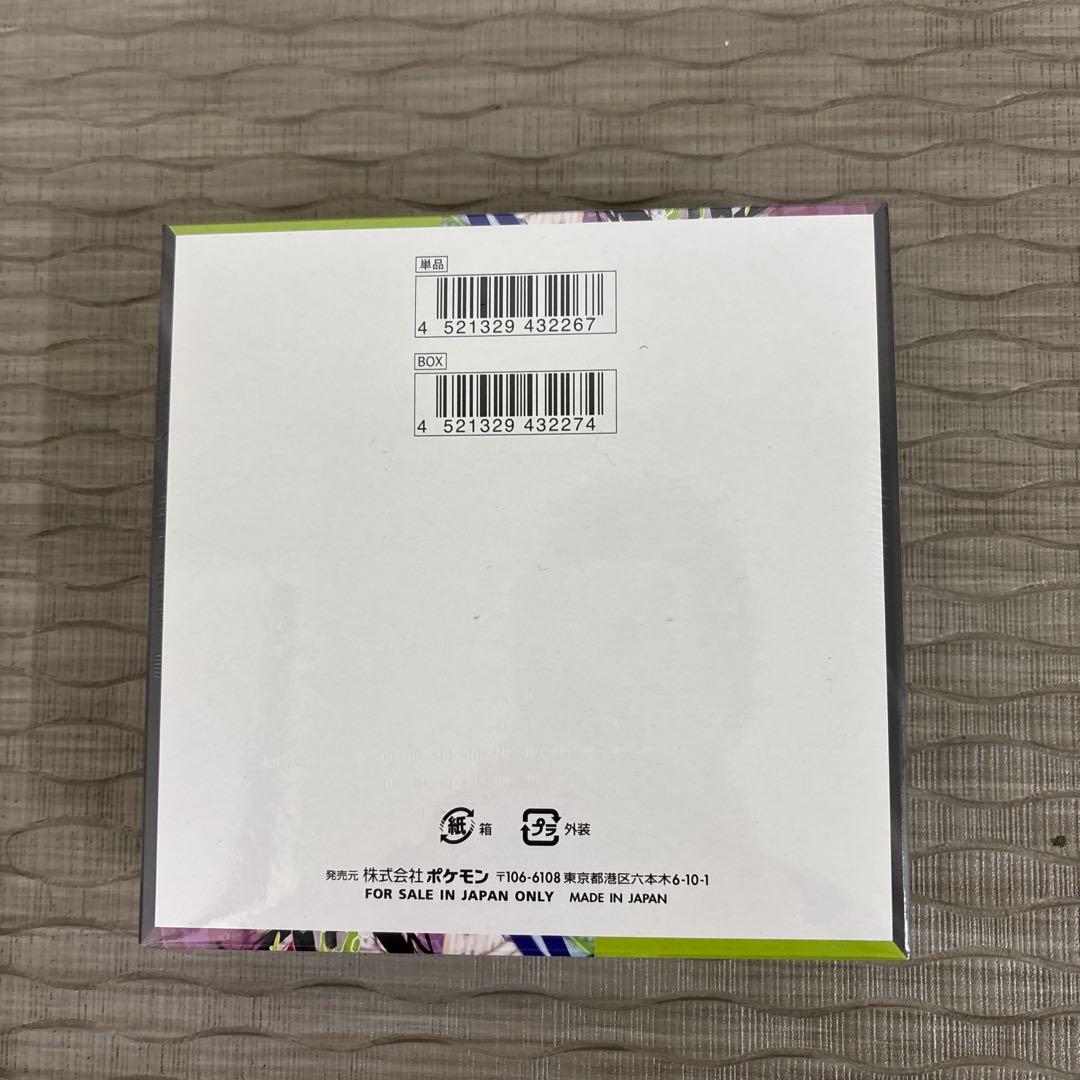 単品
4 521329 432267
BOX
4 521329 432274
紙 箱 プラ 外装
発売元 株式会社 ポケモン 〒106-6108 東京都港区六本木6-10-1
FOR SALE IN JAPAN ONLY MADE IN JAPAN